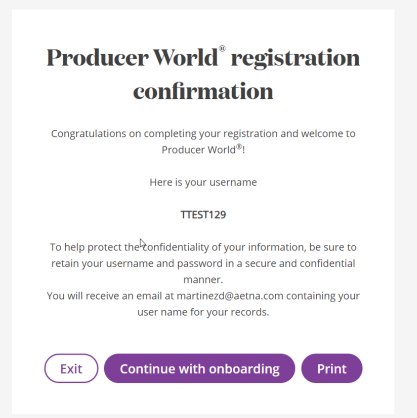 Producer World® registration
confirmation
Congratulations on completing your registration and welcome to
Producer World®!
Here is your username
TTEST129
To help protect the confidentiality of your information, be sure to
retain your username and password in a secure and confidential
manner.
You will receive an email at martinezd@aetna.com containing your
user name for your records.
Exit Continue with onboarding Print